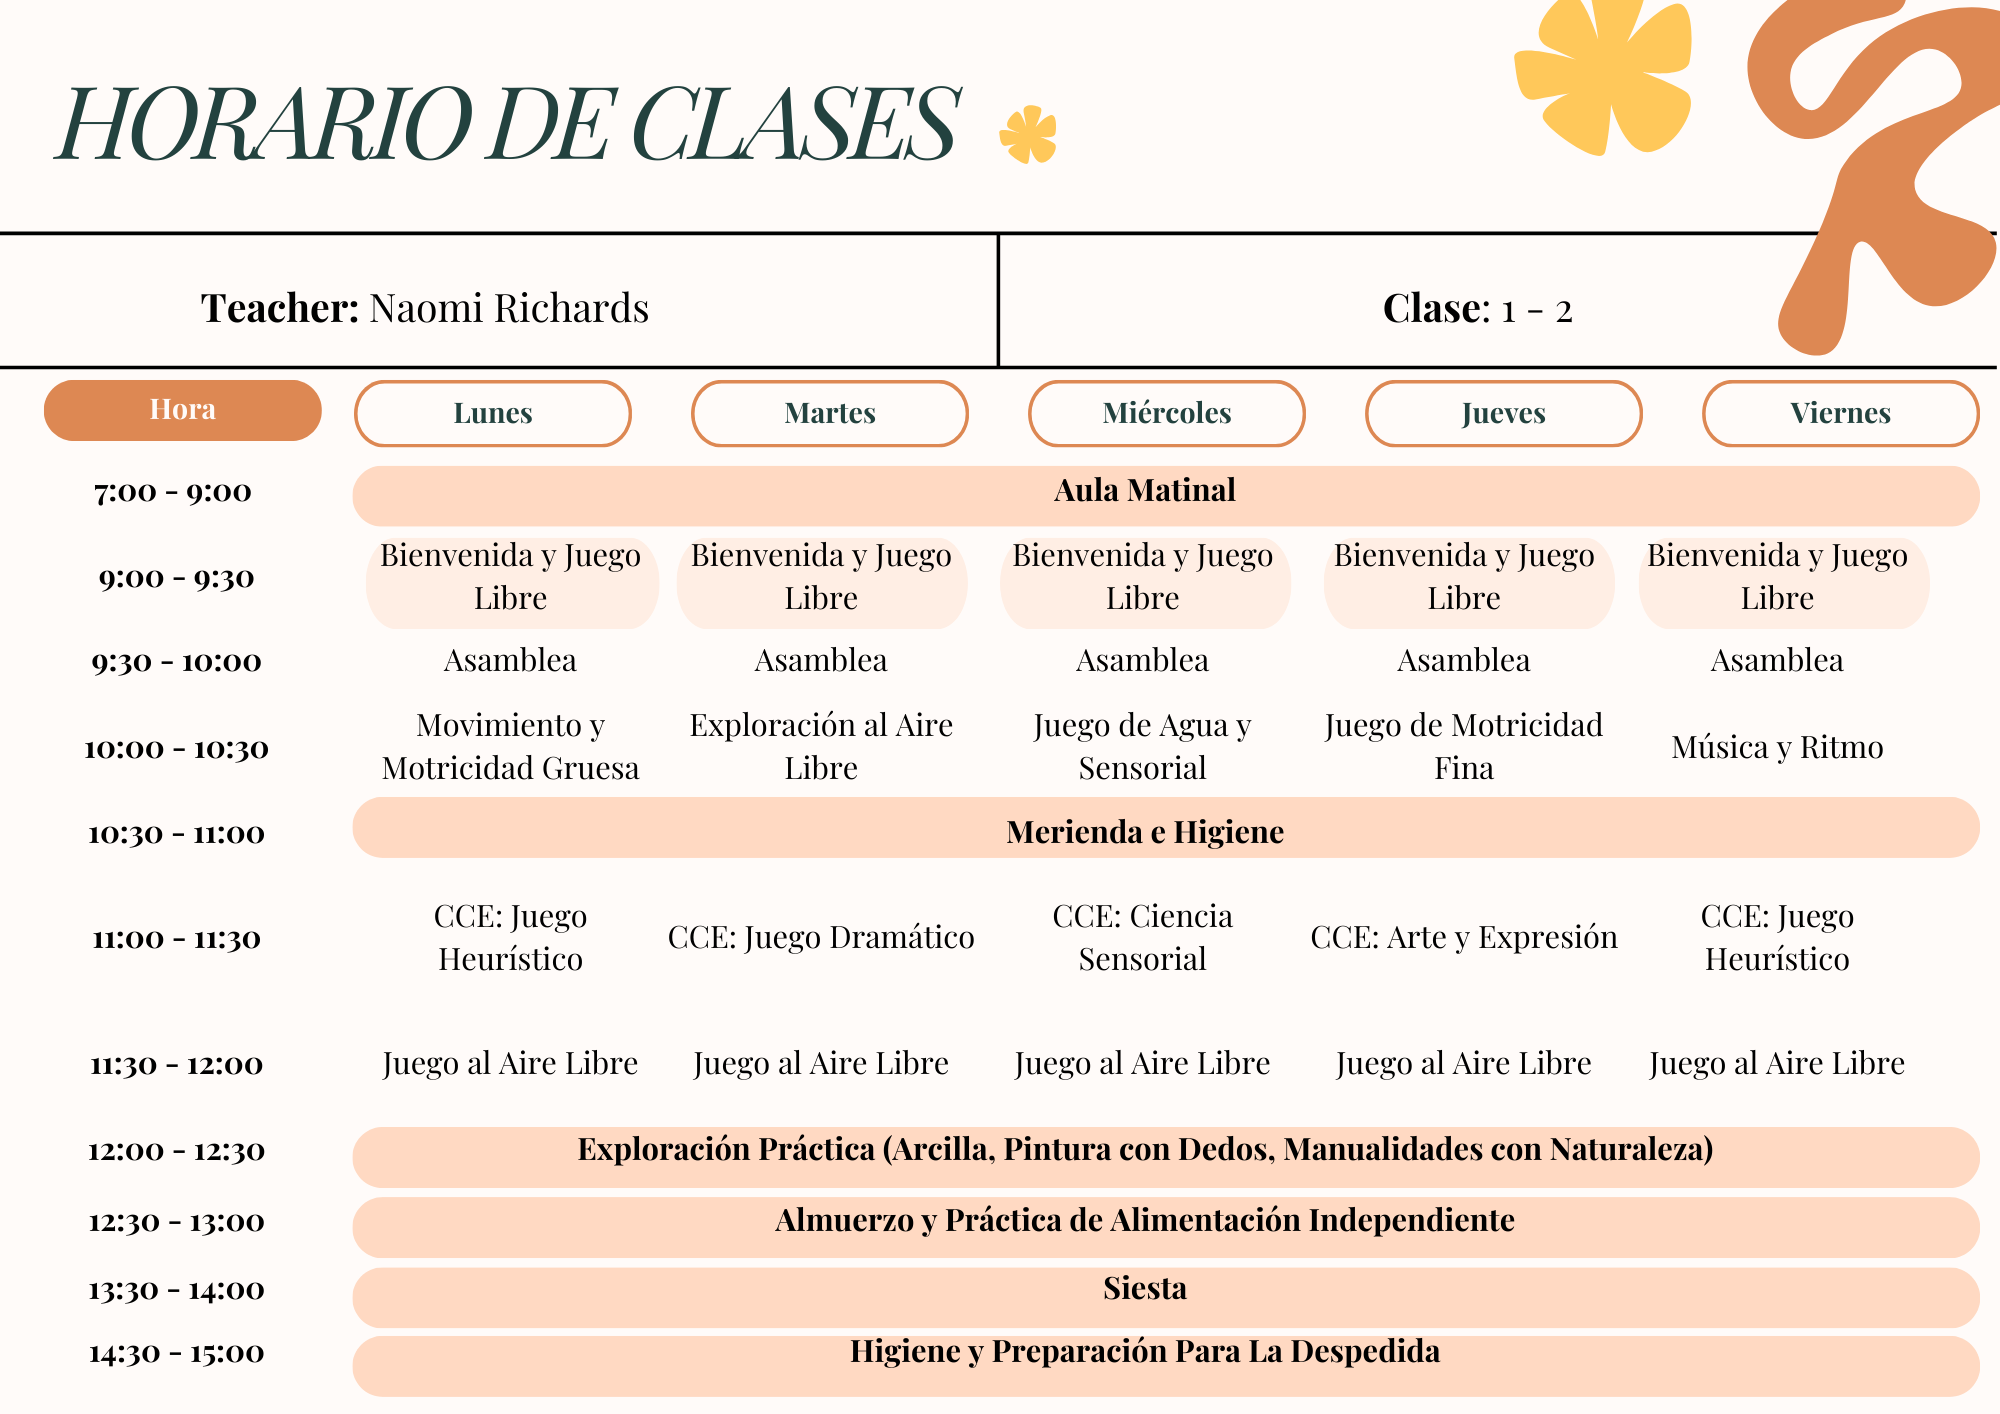 HORARIO DE CLASES
Teacher: Naomi Richards
Clase: 1 - 2
Hora Lunes Martes Miércoles Jueves Viernes
7:00 - 9:00 Aula Matinal
9:00 - 9:30
Bienvenida y Juego
Libre
Bienvenida y Juego
Libre
Bienvenida y Juego
Libre
Bienvenida y Juego
Libre
Bienvenida y Juego
Libre
9:30 - 10:00 Asamblea Asamblea Asamblea Asamblea Asamblea
10:00 - 10:30
Movimiento y
Motricidad Gruesa
Exploración al Aire
Libre
Juego de Agua y
Sensorial
Juego de Motricidad
Fina
Música y Ritmo
10:30 - 11:00 Merienda e Higiene
11:00 - 11:30
CCE: Juego
Heurístico
CCE: Juego Dramático
CCE: Ciencia
Sensorial
CCE: Arte y Expresión
CCE: Juego
Heurístico
11:30 - 12:00 Juego al Aire Libre Juego al Aire Libre Juego al Aire Libre Juego al Aire Libre Juego al Aire Libre
12:00 - 12:30 Exploración Práctica (Arcilla, Pintura con Dedos, Manualidades con Naturaleza)
12:30 - 13:00 Almuerzo y Práctica de Alimentación Independiente
13:30 - 14:00 Siesta
14:30 - 15:00 Higiene y Preparación Para La Despedida